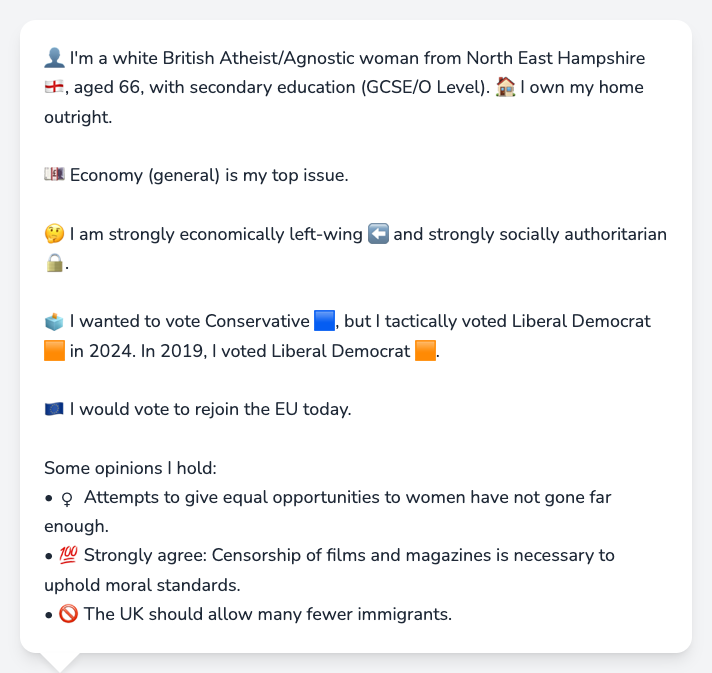 👤 I'm a white British Atheist/Agnostic woman from North East Hampshire
🏴󠁧󠁢󠁥󠁮󠁧󠁿, aged 66, with secondary education (GCSE/O Level). 🏠 I own my home
outright.
💷 Economy (general) is my top issue.
🤔 I am strongly economically left-wing ⬅️ and strongly socially authoritarian
🔒.
🗳️ I wanted to vote Conservative 🟦, but I tactically voted Liberal Democrat
🟧 in 2024. In 2019, I voted Liberal Democrat 🟧.
🇪🇺 I would vote to rejoin the EU today.
Some opinions I hold:
• ♀ Attempts to give equal opportunities to women have not gone far
enough.
• 💯 Strongly agree: Censorship of films and magazines is necessary to
uphold moral standards.
• 🚫 The UK should allow many fewer immigrants.